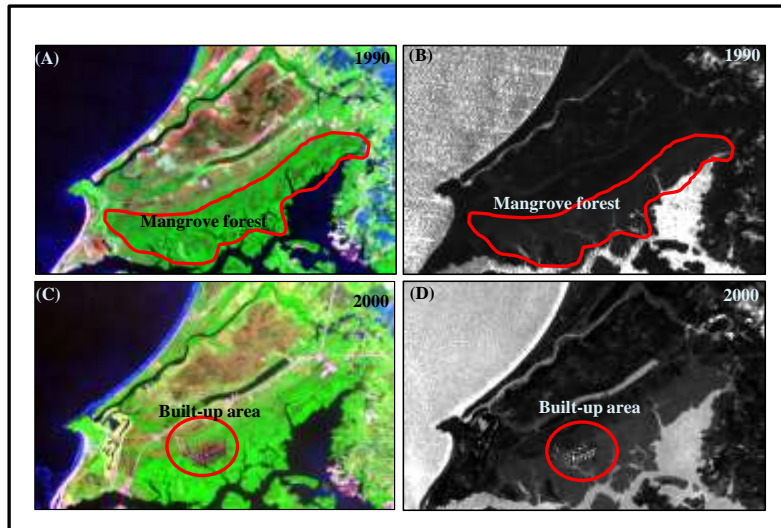 (A)
1990
Mangrove forest
(B)
1990
Mangrove forest
(C)
2000
Built-up area
(D)
2000
Built-up area